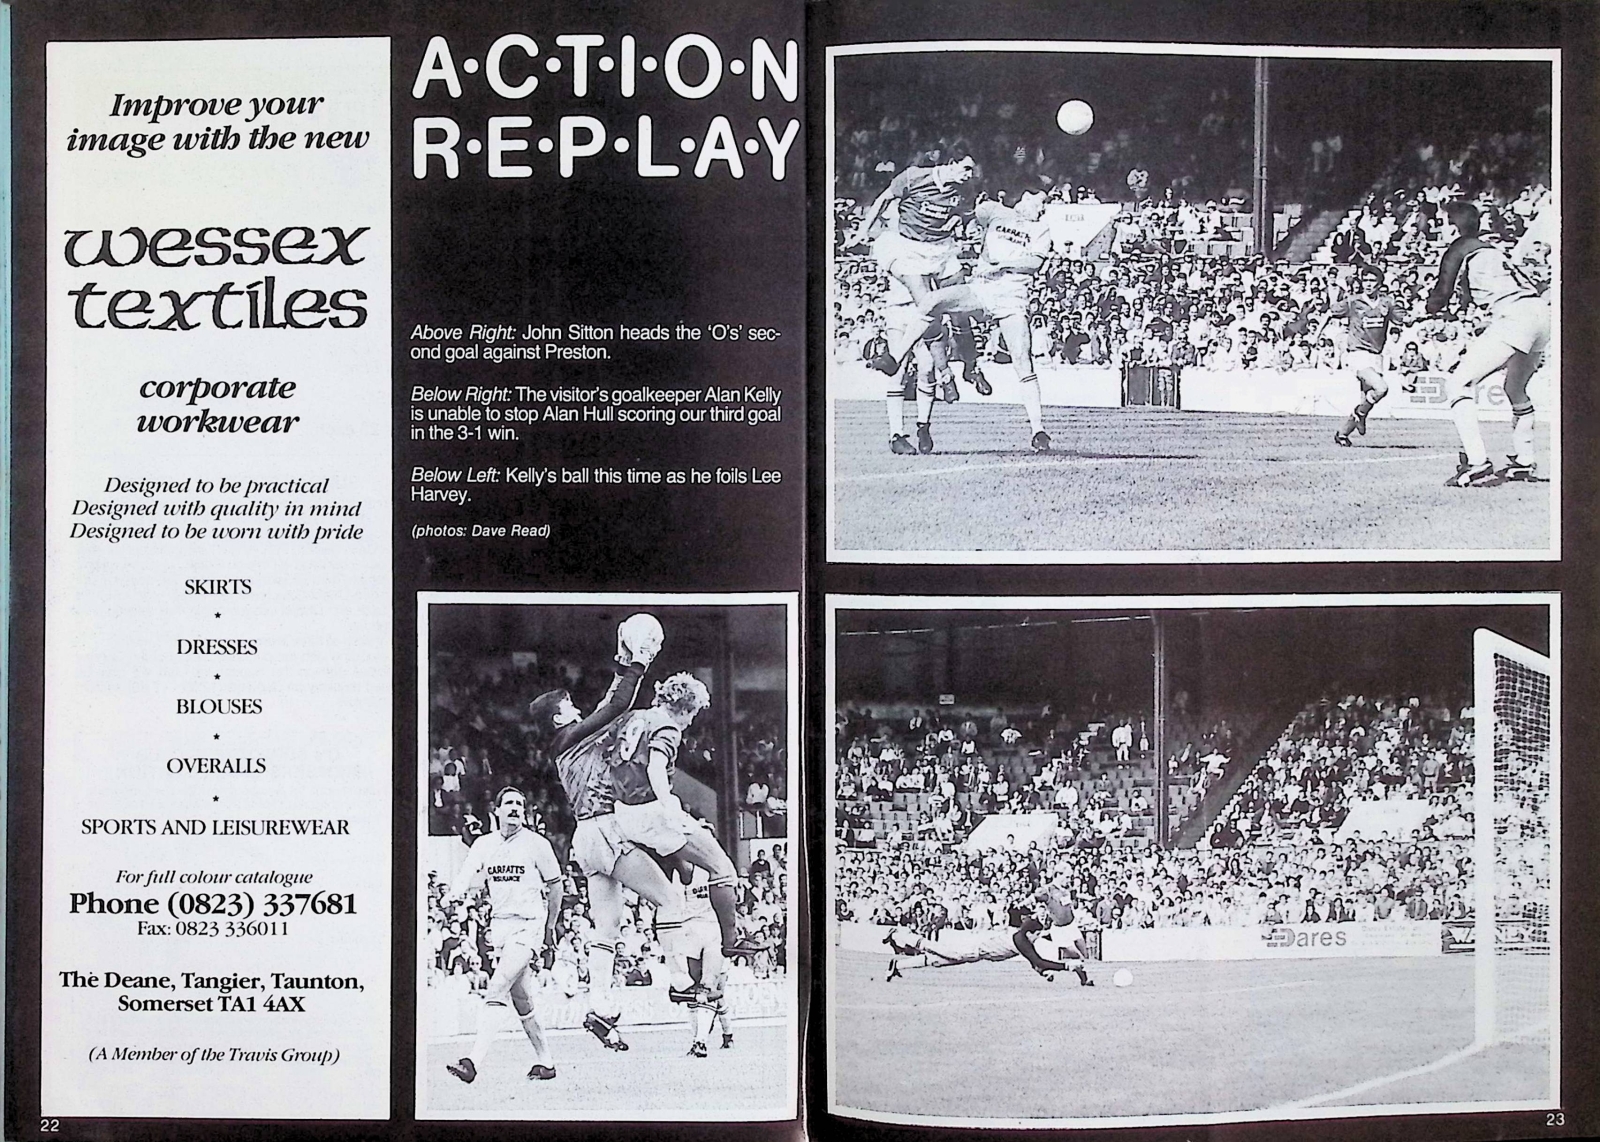 Improve your
image with the new
wessex
textiles
corporate
workwear
Designed to be practical
Designed with quality in mind
Designed to be worn with pride
SKIRTS
★
DRESSES
★
BLOUSES
★
OVERALLS
★
SPORTS AND LEISUREWEAR
For full colour catalogue
Phone (0823) 337681
Fax: 0823 336011
The Deane, Tangier, Taunton,
Somerset TA1 4AX
(A Member of the Travis Group)
22
A·C·T·I·O·N
R·E·P·L·A·Y
Above Right: John Sitton heads the ‘O’s’ sec-
ond goal against Preston.
Below Right: The visitor’s goalkeeper Alan Kelly
is unable to stop Alan Hull scoring our third goal
in the 3-1 win.
Below Left: Kelly’s ball this time as he foils Lee
Harvey.
(photos: Dave Read)
GARRATTS
INSURANCE
GARRATTS
INSURANCE
Dares
Dares
23